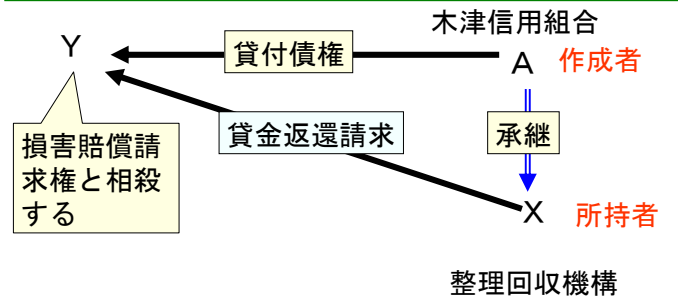 木津信用組合
Y
貸付債権
A
作成者
損害賠償請
求権と相殺
する
貸金返還請求
承継
X
所持者
整理回収機構